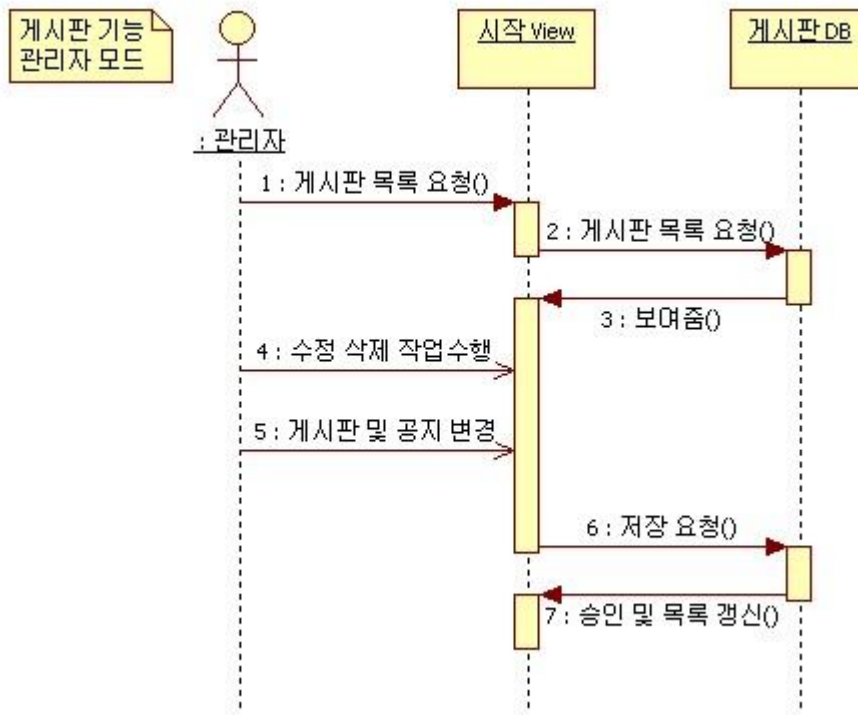 게시판 기능
관리자 모드
시작 View
게시판 DB
: 관리자
1 : 게시판 목록 요청()
2 : 게시판 목록 요청()
3 : 보여줌()
4 : 수정 삭제 작업수행
5 : 게시판 및 공지 변경
6 : 저장 요청()
7 : 승인 및 목록 갱신()